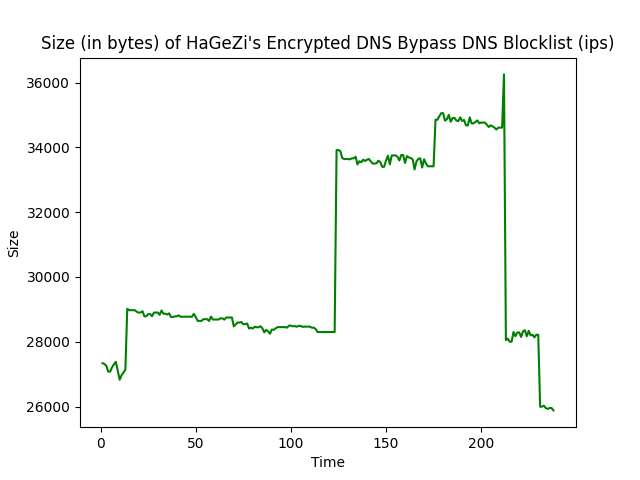 Size (in bytes) of HaGeZi's Encrypted DNS Bypass DNS Blocklist (ips)
36000
34000
32000
30000
28000
26000
Size
0 50 100 150 200
Time